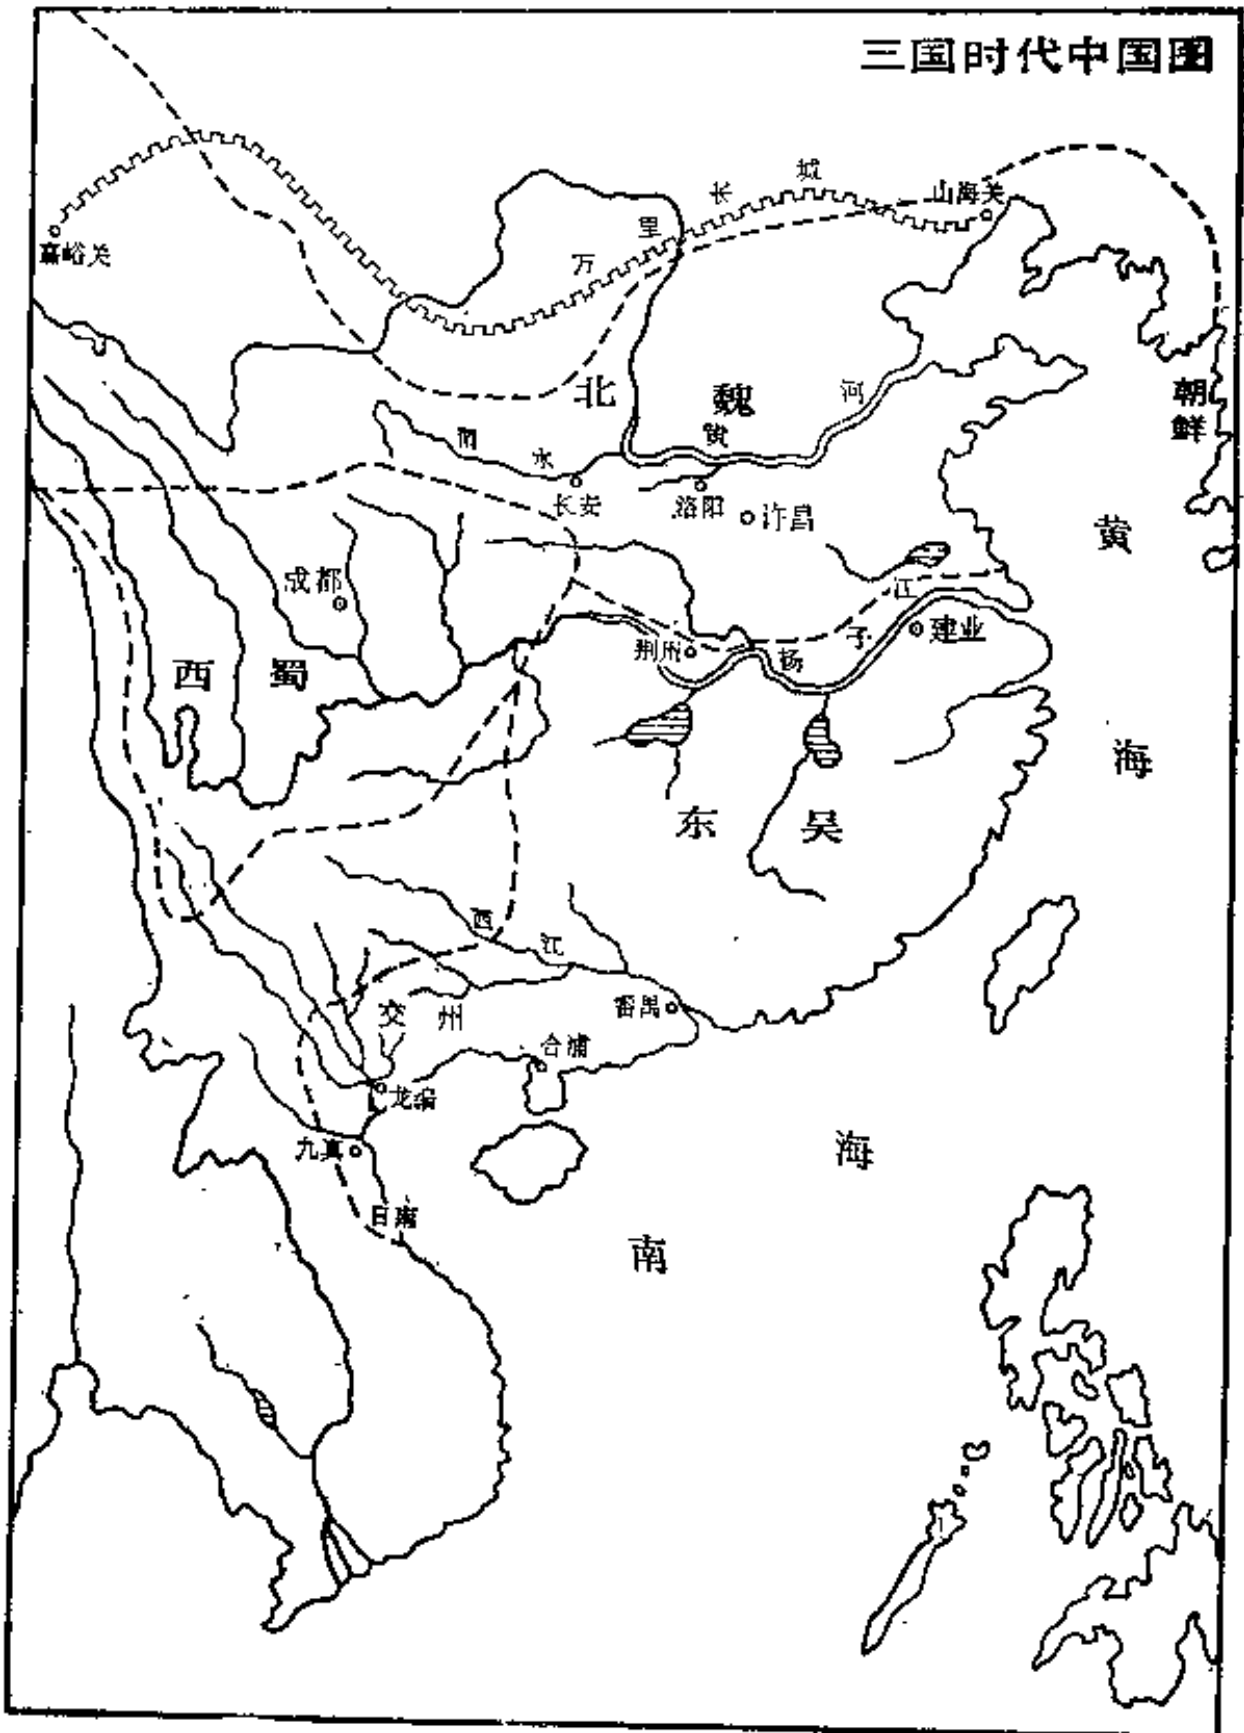 三国时代中国图
万里长城
山海关
嘉峪关
北魏
朝鲜
黄河
渭水
长安
洛阳
许昌
黄海
成都
扬子江
建业
荆州
西蜀
东吴
西江
番禺
交州
合浦
龙编
九真
日南
南海